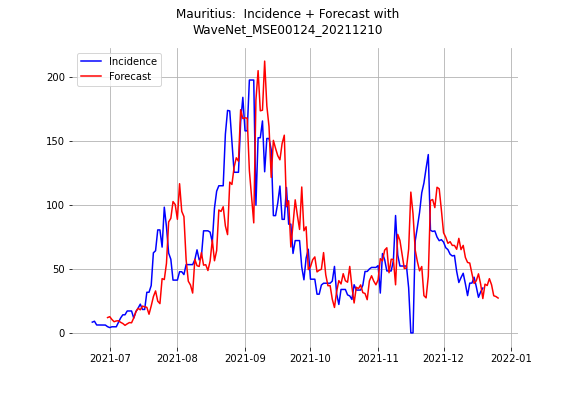 Mauritius:  Incidence + Forecast with
WaveNet_MSE00124_20211210
Incidence
Forecast
200
150
100
50
0
2021-07 2021-08 2021-09 2021-10 2021-11 2021-12 2022-01